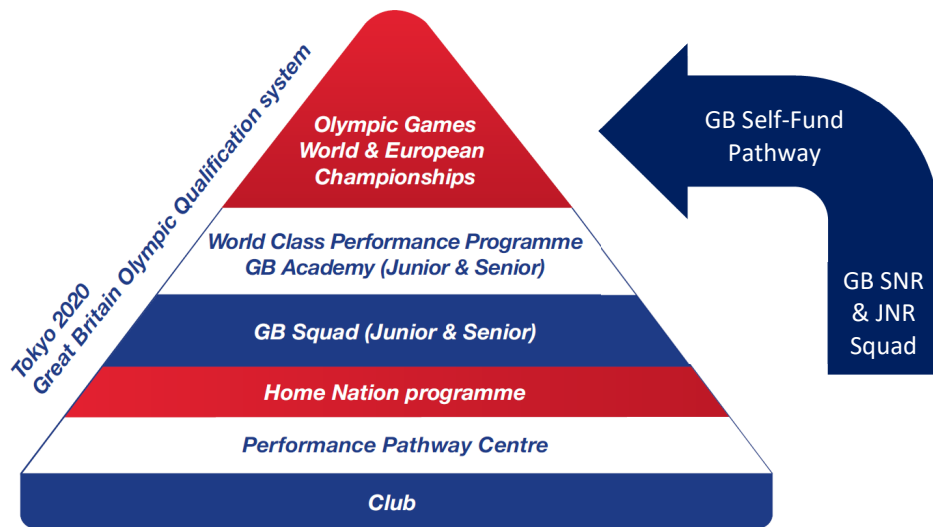 Tokyo 2020
Great Britain Olympic Qualification system
Olympic Games
World & European
Championships
World Class Performance Programme
GB Academy (Junior & Senior)
GB Squad (Junior & Senior)
Home Nation programme
Performance Pathway Centre
Club
GB Self-Fund
Pathway
GB SNR
& JNR
Squad